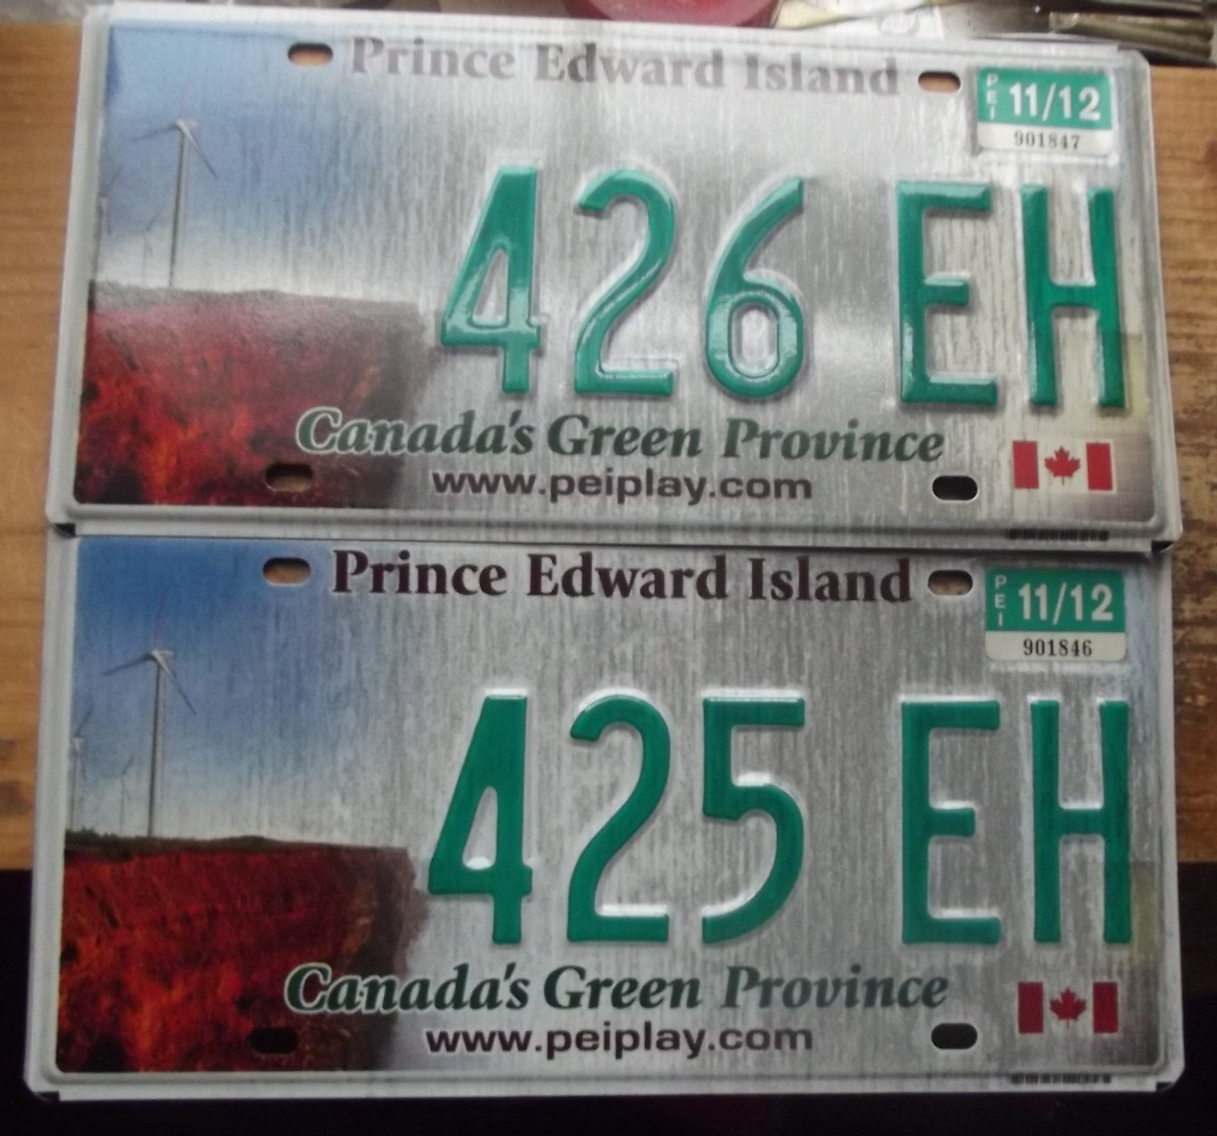 Prince Edward Island
PEI 11/12
901847
426 EH
Canada's Green Province
www.peiplay.com
Prince Edward Island
PEI 11/12
901846
425 EH
Canada's Green Province
www.peiplay.com